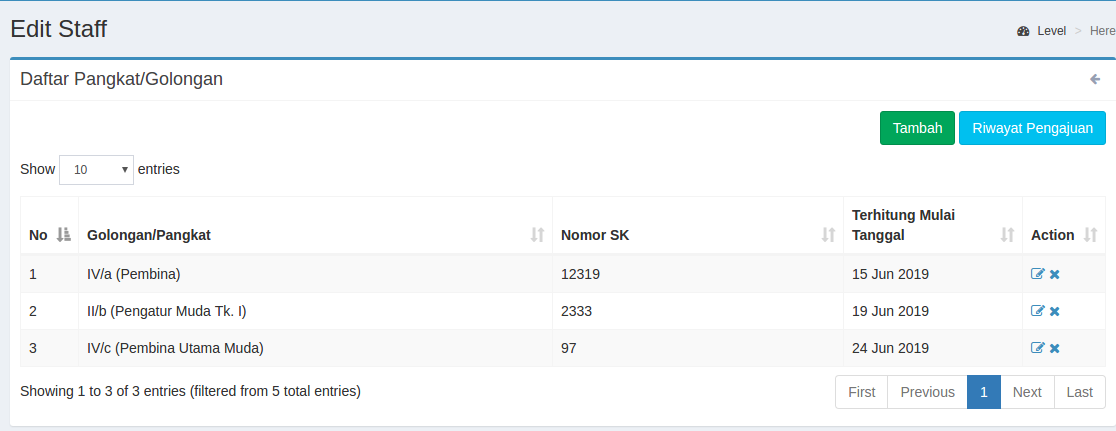 Edit Staff
Level > Here
Daftar Pangkat/Golongan
Tambah Riwayat Pengajuan
Show 10 entries
No Golongan/Pangkat Nomor SK Terhitung Mulai Tanggal Action
1 IV/a (Pembina) 12319 15 Jun 2019
2 II/b (Pengatur Muda Tk. I) 2333 19 Jun 2019
3 IV/c (Pembina Utama Muda) 97 24 Jun 2019
Showing 1 to 3 of 3 entries (filtered from 5 total entries)
First Previous 1 Next Last